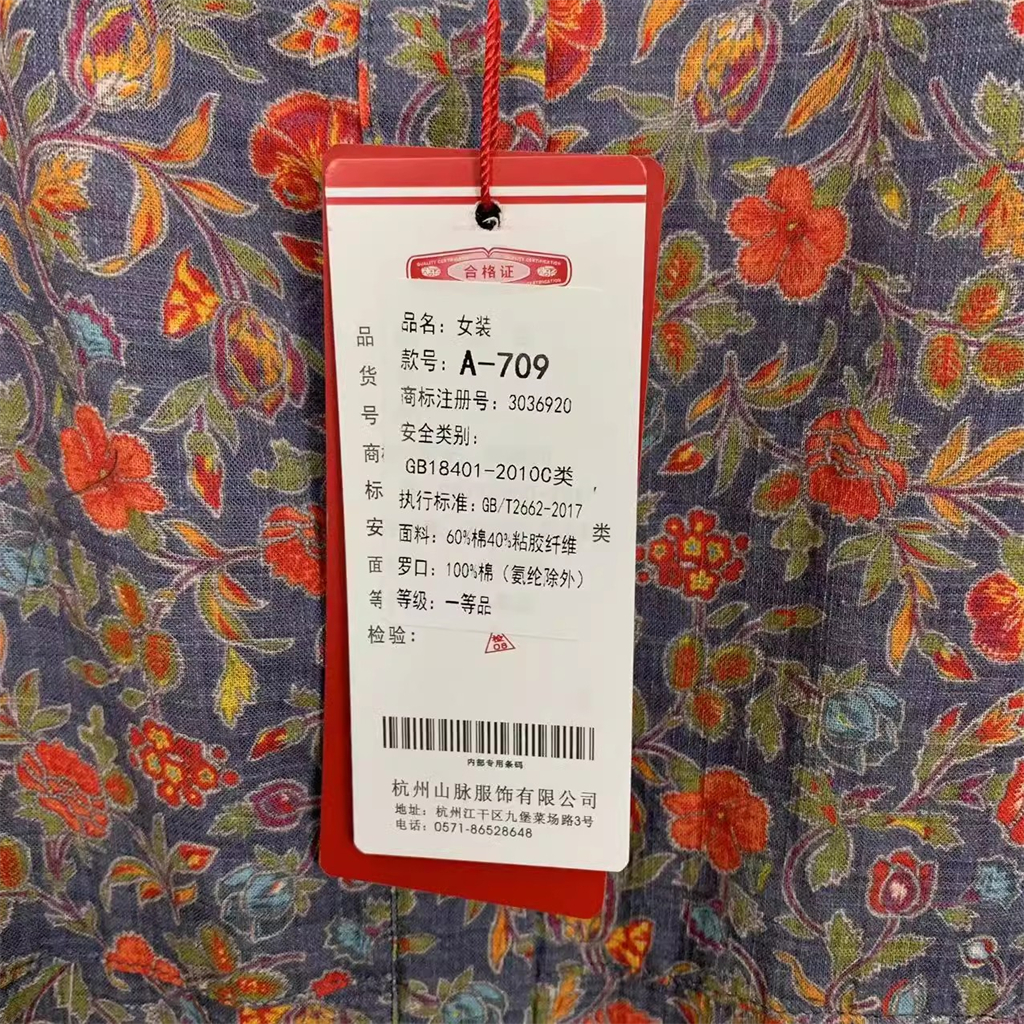 QUALITY CERTIFICATION QUALITY CERTIFICATION
合格证
品名：女装
款号：A-709
商标注册号：3036920
安全类别：
GB18401-2010C类
执行标准：GB/T2662-2017
面料：60%棉40%粘胶纤维
罗口：100%棉（氨纶除外）
等级：一等品
品
货
号
商标
安
面
等
类
检验：
检
08
内部专用条码
杭州山脉服饰有限公司
地址：杭州江干区九堡菜场路3号
电话：0571-86528648